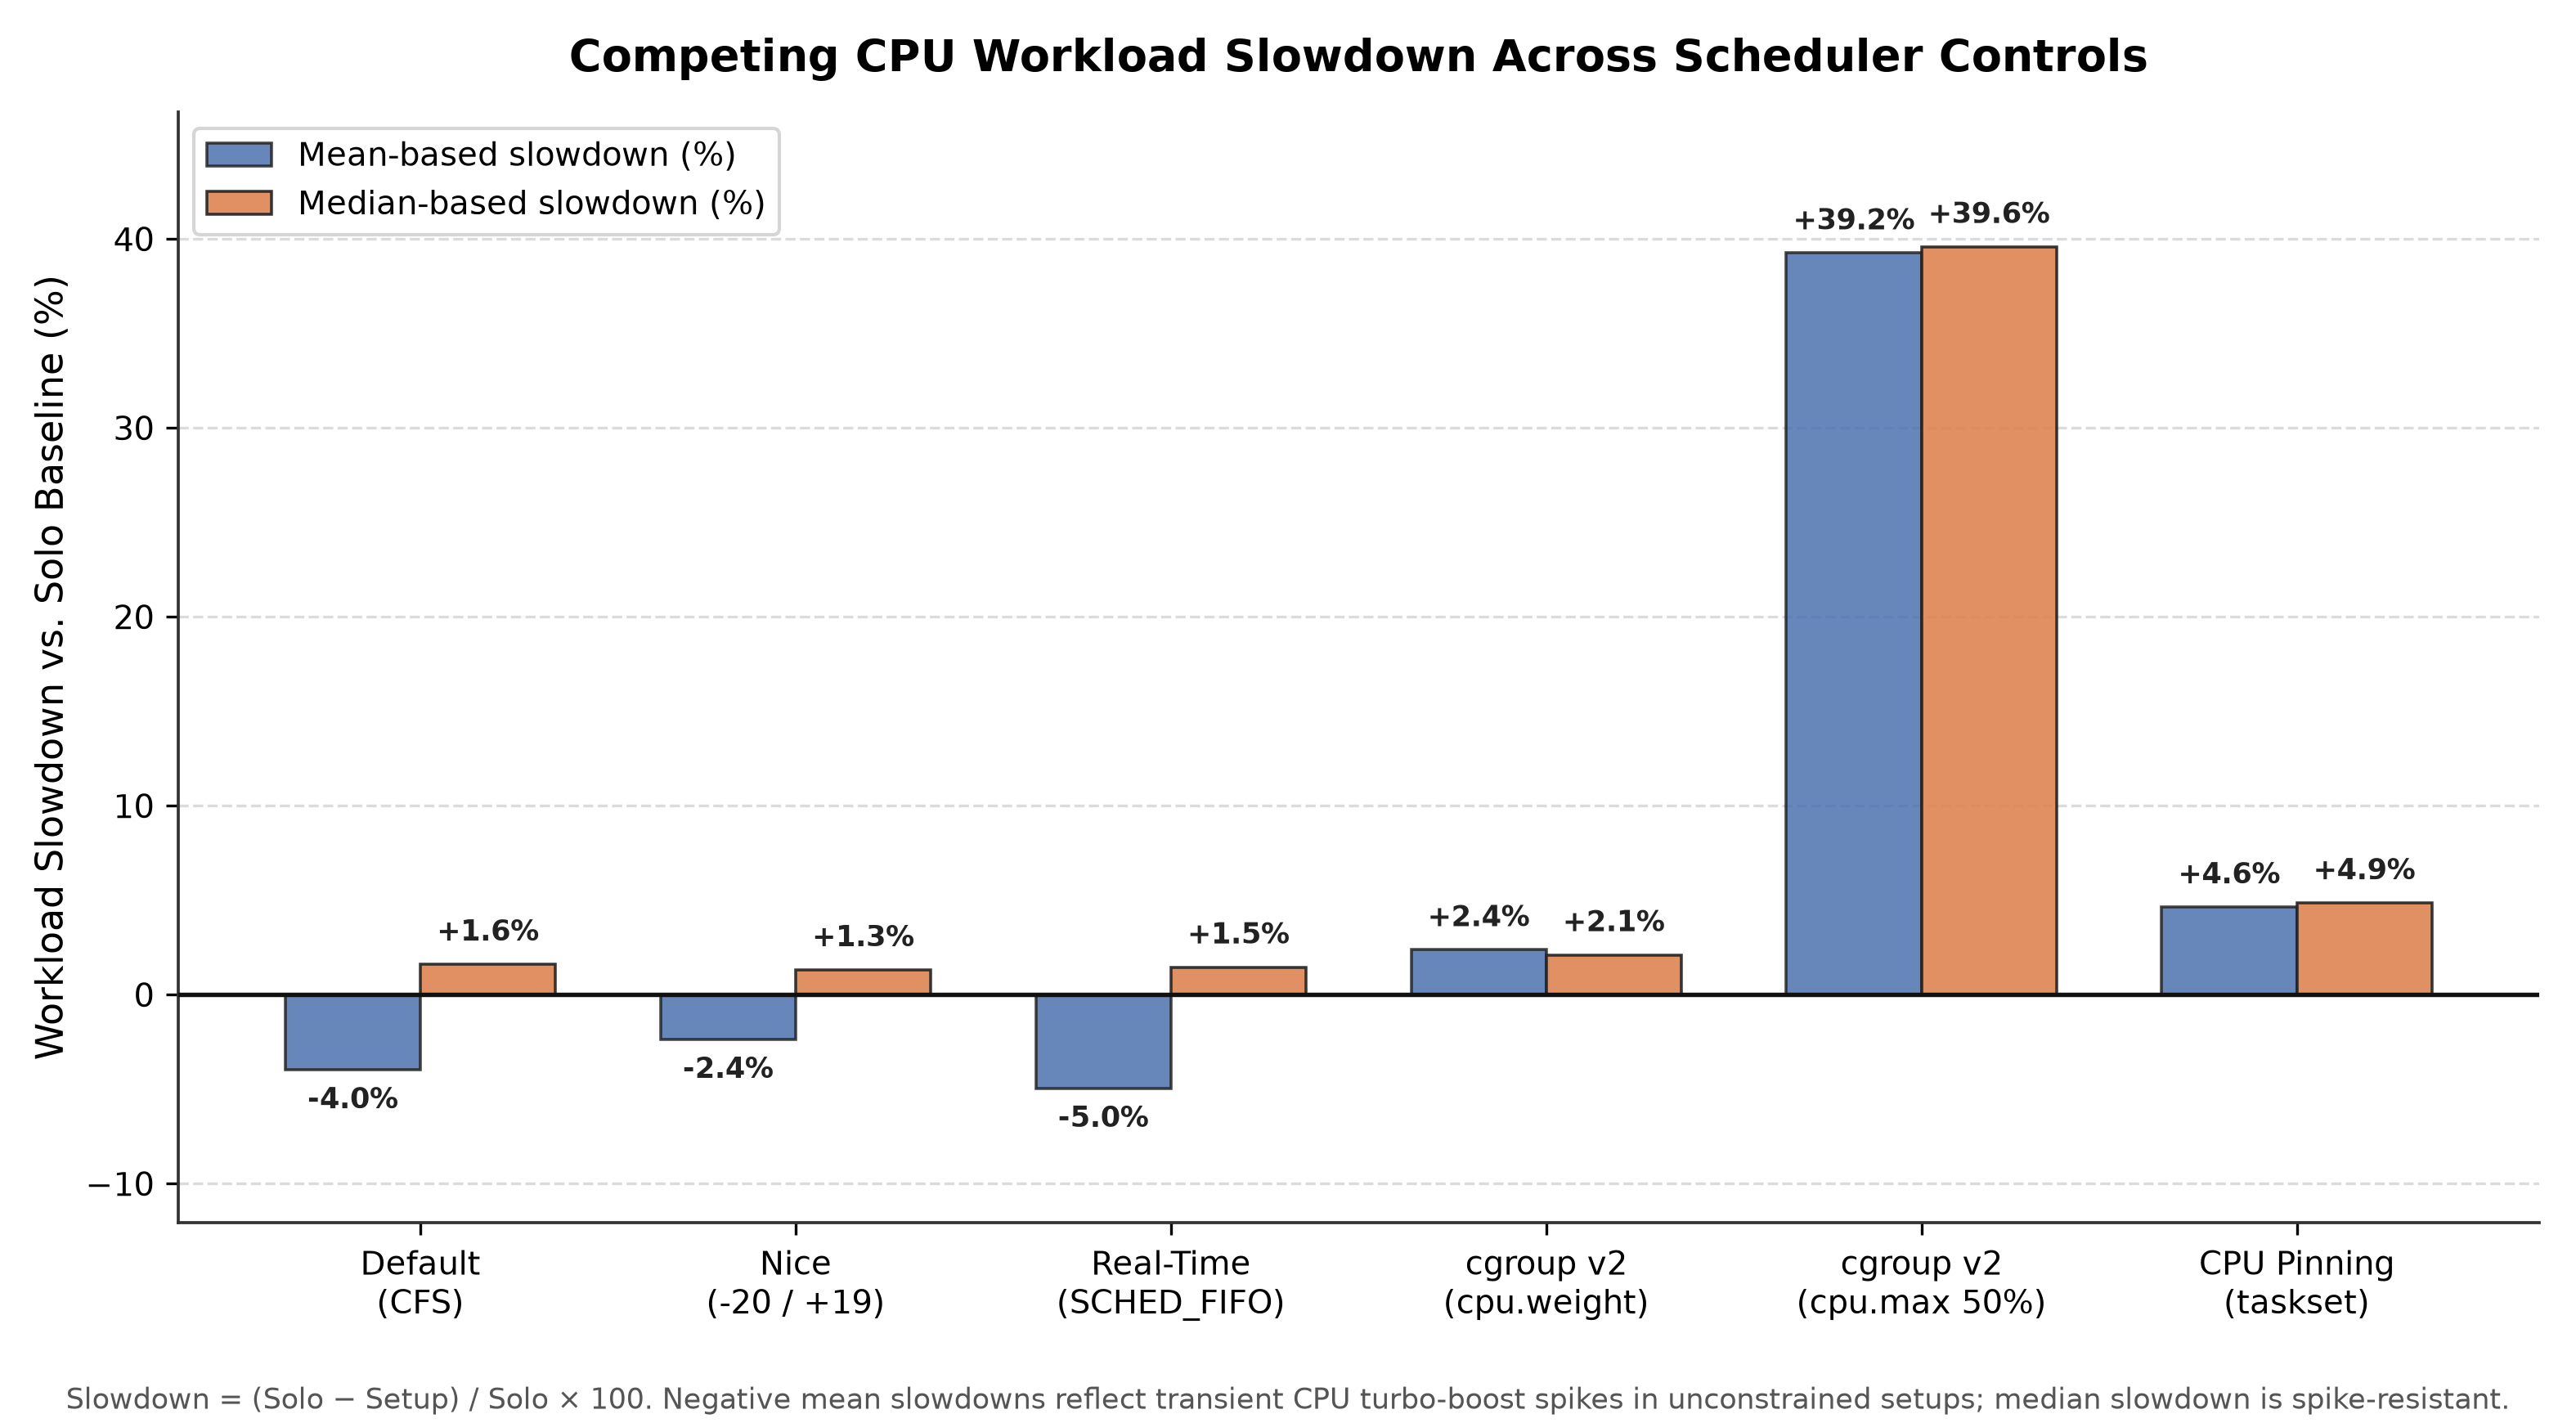 Competing CPU Workload Slowdown Across Scheduler Controls
Mean-based slowdown (%)
Median-based slowdown (%)
Workload Slowdown vs. Solo Baseline (%)
40
30
20
10
0
−10
-4.0%
+1.6%
-2.4%
+1.3%
-5.0%
+1.5%
+2.4%
+2.1%
+39.2%
+39.6%
+4.6%
+4.9%
Default
(CFS)
Nice
(-20 / +19)
Real-Time
(SCHED_FIFO)
cgroup v2
(cpu.weight)
cgroup v2
(cpu.max 50%)
CPU Pinning
(taskset)
Slowdown = (Solo − Setup) / Solo × 100. Negative mean slowdowns reflect transient CPU turbo-boost spikes in unconstrained setups; median slowdown is spike-resistant.